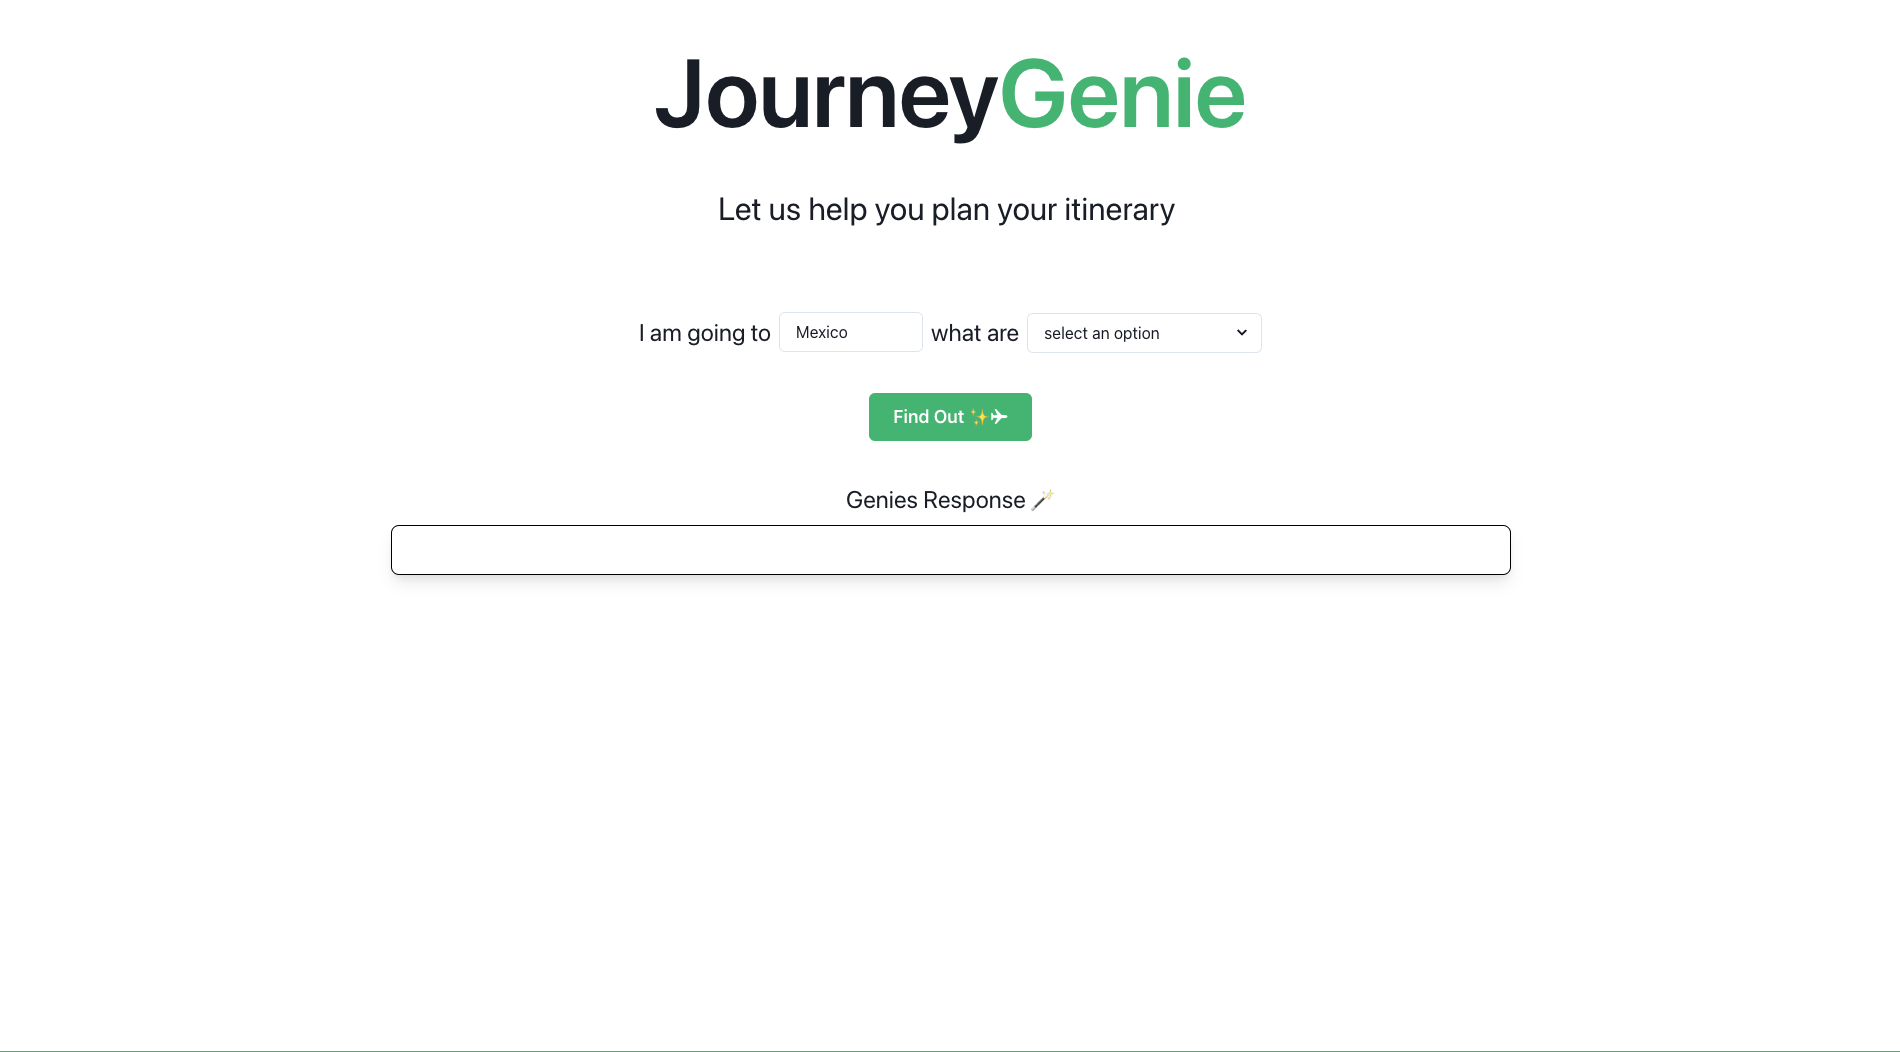 JourneyGenie
Let us help you plan your itinerary
I am going to Mexico what are select an option
Find Out ✨✈
Genies Response 🪄